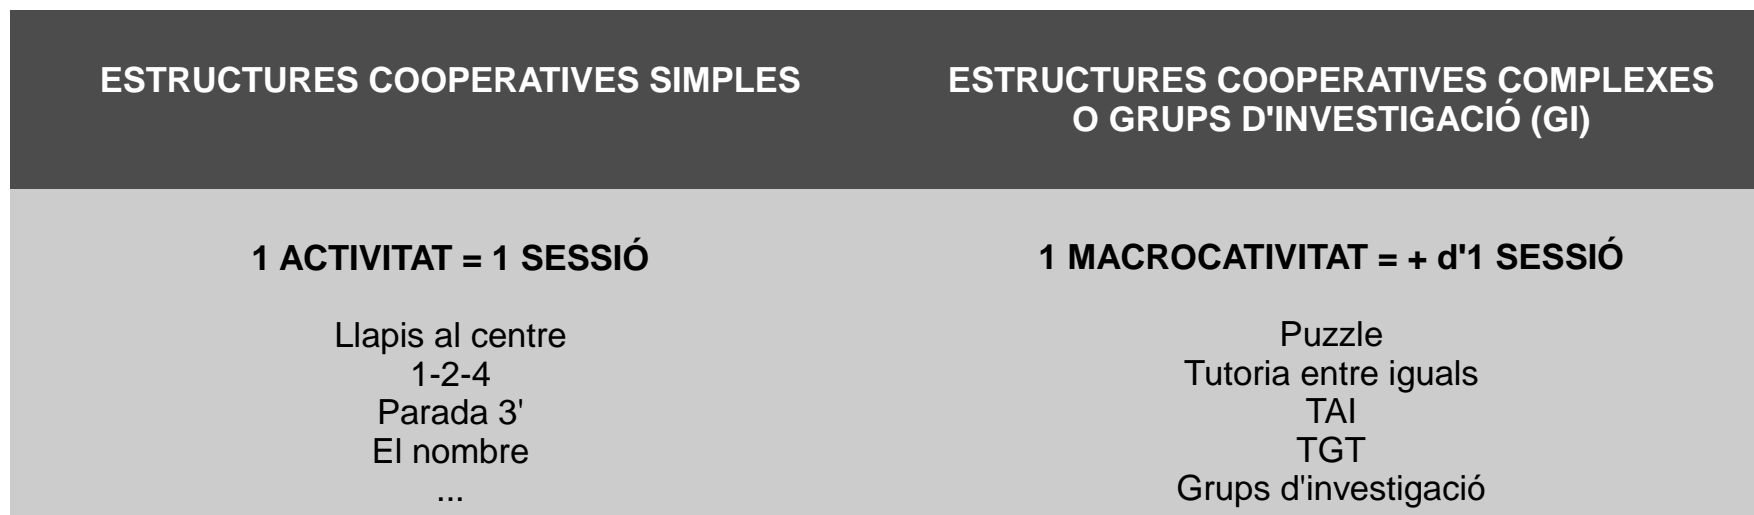 ESTRUCTURES COOPERATIVES SIMPLES
ESTRUCTURES COOPERATIVES COMPLEXES
O GRUPS D'INVESTIGACIÓ (GI)
1 ACTIVITAT = 1 SESSIÓ
Llapis al centre
1-2-4
Parada 3'
El nombre
...
1 MACROCATIVITAT = + d'1 SESSIÓ
Puzzle
Tutoria entre iguals
TAI
TGT
Grups d'investigació